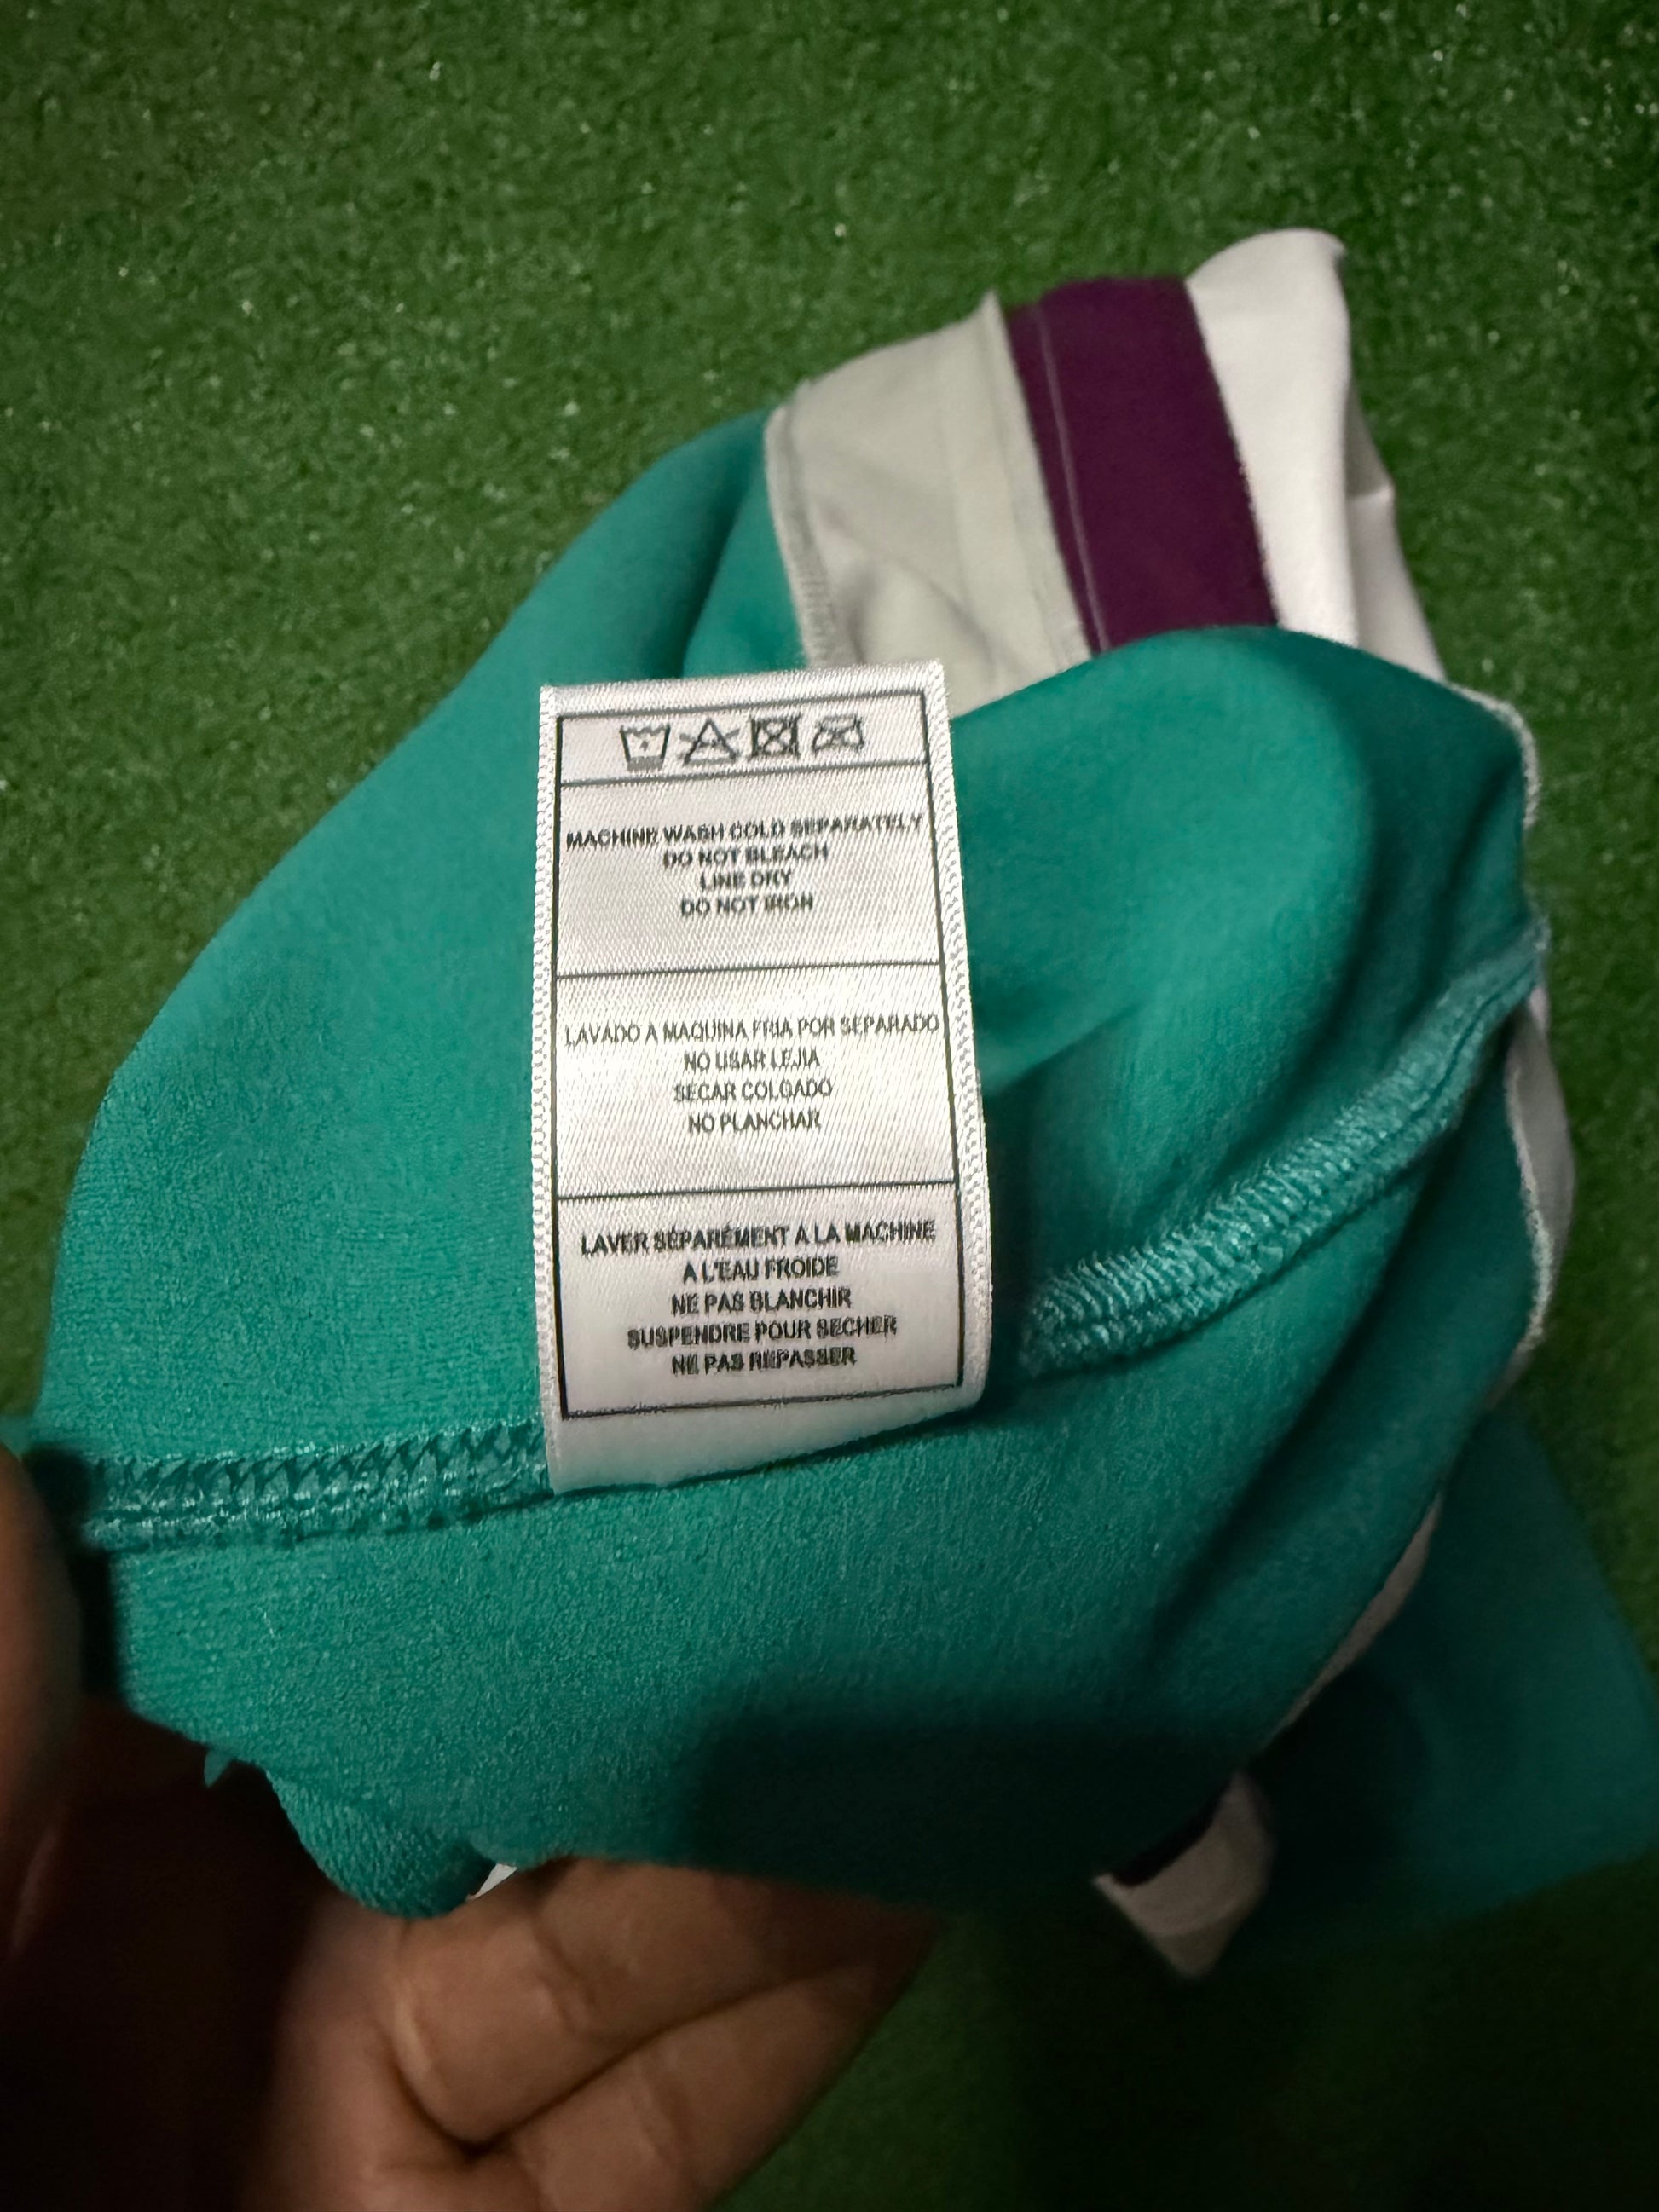 MACHINE WASH COLD SEPARATELY
DO NOT BLEACH
LINE DRY
DO NOT IRON
LAVADO A MAQUINA FRIA POR SEPARADO
NO USAR LEJIA
SECAR COLGADO
NO PLANCHAR
LAVER SÉPARÉMENT A LA MACHINE
A L'EAU FROIDE
NE PAS BLANCHIR
SUSPENDRE POUR SECHER
NE PAS REPASSER